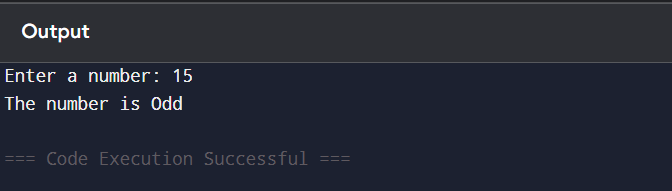 Output
Enter a number: 15
The number is Odd
=== Code Execution Successful ===